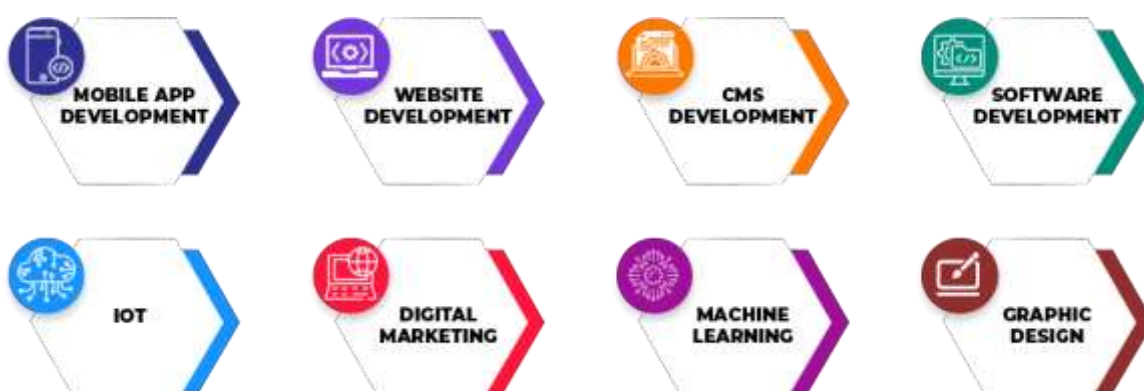 MOBILE APP
DEVELOPMENT
WEBSITE
DEVELOPMENT
CMS
DEVELOPMENT
SOFTWARE
DEVELOPMENT
IOT
DIGITAL
MARKETING
MACHINE
LEARNING
GRAPHIC
DESIGN